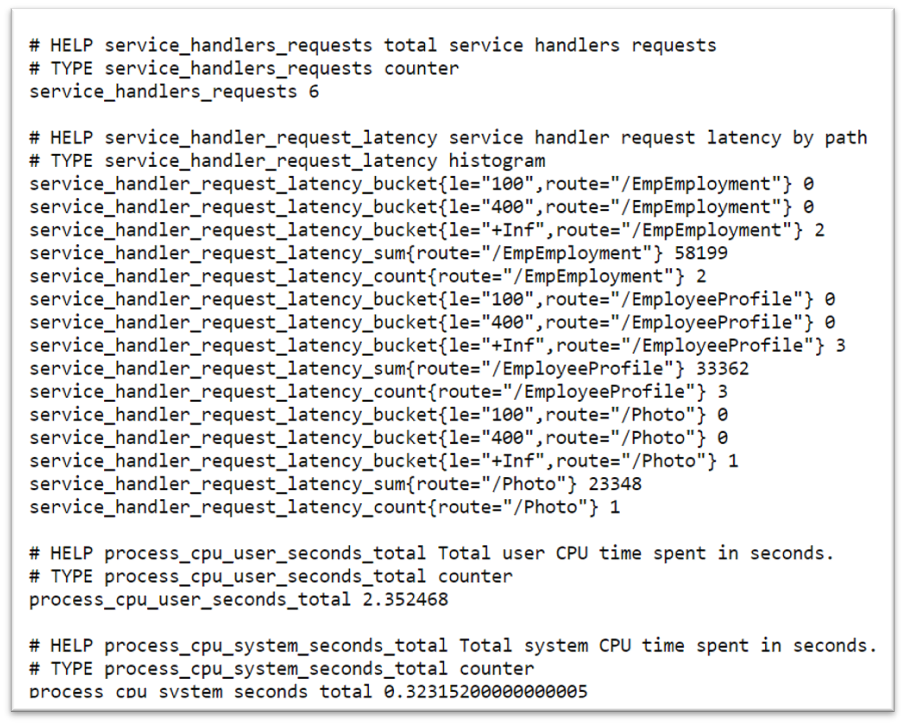 # HELP service_handlers_requests total service handlers requests
# TYPE service_handlers_requests counter
service_handlers_requests 6
# HELP service_handler_request_latency service handler request latency by path
# TYPE service_handler_request_latency histogram
service_handler_request_latency_bucket{le="100",route="/EmpEmployment"} 0
service_handler_request_latency_bucket{le="400",route="/EmpEmployment"} 0
service_handler_request_latency_bucket{le="+Inf",route="/EmpEmployment"} 2
service_handler_request_latency_sum{route="/EmpEmployment"} 58199
service_handler_request_latency_count{route="/EmpEmployment"} 2
service_handler_request_latency_bucket{le="100",route="/EmployeeProfile"} 0
service_handler_request_latency_bucket{le="400",route="/EmployeeProfile"} 0
service_handler_request_latency_bucket{le="+Inf",route="/EmployeeProfile"} 3
service_handler_request_latency_sum{route="/EmployeeProfile"} 33362
service_handler_request_latency_count{route="/EmployeeProfile"} 3
service_handler_request_latency_bucket{le="100",route="/Photo"} 0
service_handler_request_latency_bucket{le="400",route="/Photo"} 0
service_handler_request_latency_bucket{le="+Inf",route="/Photo"} 1
service_handler_request_latency_sum{route="/Photo"} 23348
service_handler_request_latency_count{route="/Photo"} 1
# HELP process_cpu_user_seconds_total Total user CPU time spent in seconds.
# TYPE process_cpu_user_seconds_total counter
process_cpu_user_seconds_total 2.352468
# HELP process_cpu_system_seconds_total Total system CPU time spent in seconds.
# TYPE process_cpu_system_seconds_total counter
process_cpu_system_seconds_total 0.32315200000000005